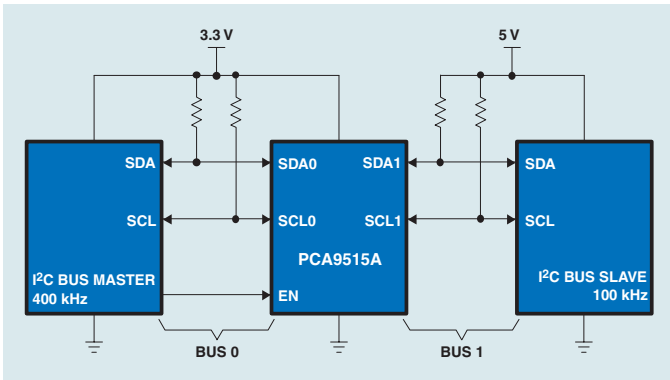 3.3 V
5 V
SDA
SDA0
SDA1
SDA
SCL
SCL0
SCL1
SCL
PCA9515A
I²C BUS MASTER
400 kHz
EN
I²C BUS SLAVE
100 kHz
BUS 0
BUS 1